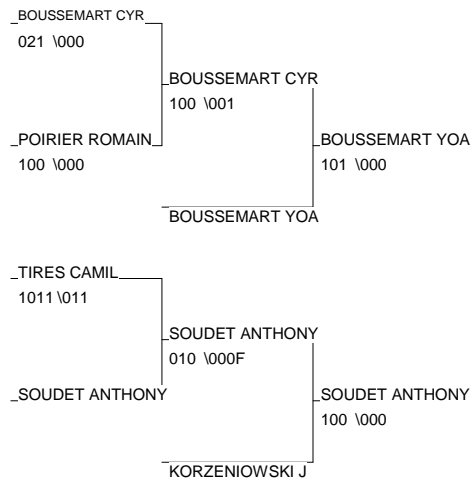 BOUSSEMART CYR
021 \000
BOUSSEMART CYR
100 \001
POIRIER ROMAIN
100 \000
BOUSSEMART YOA
101 \000
BOUSSEMART YOA
TIRES CAMIL
1011 \011
SOUDET ANTHONY
010 \000F
SOUDET ANTHONY
SOUDET ANTHONY
100 \000
KORZENIOWSKI J